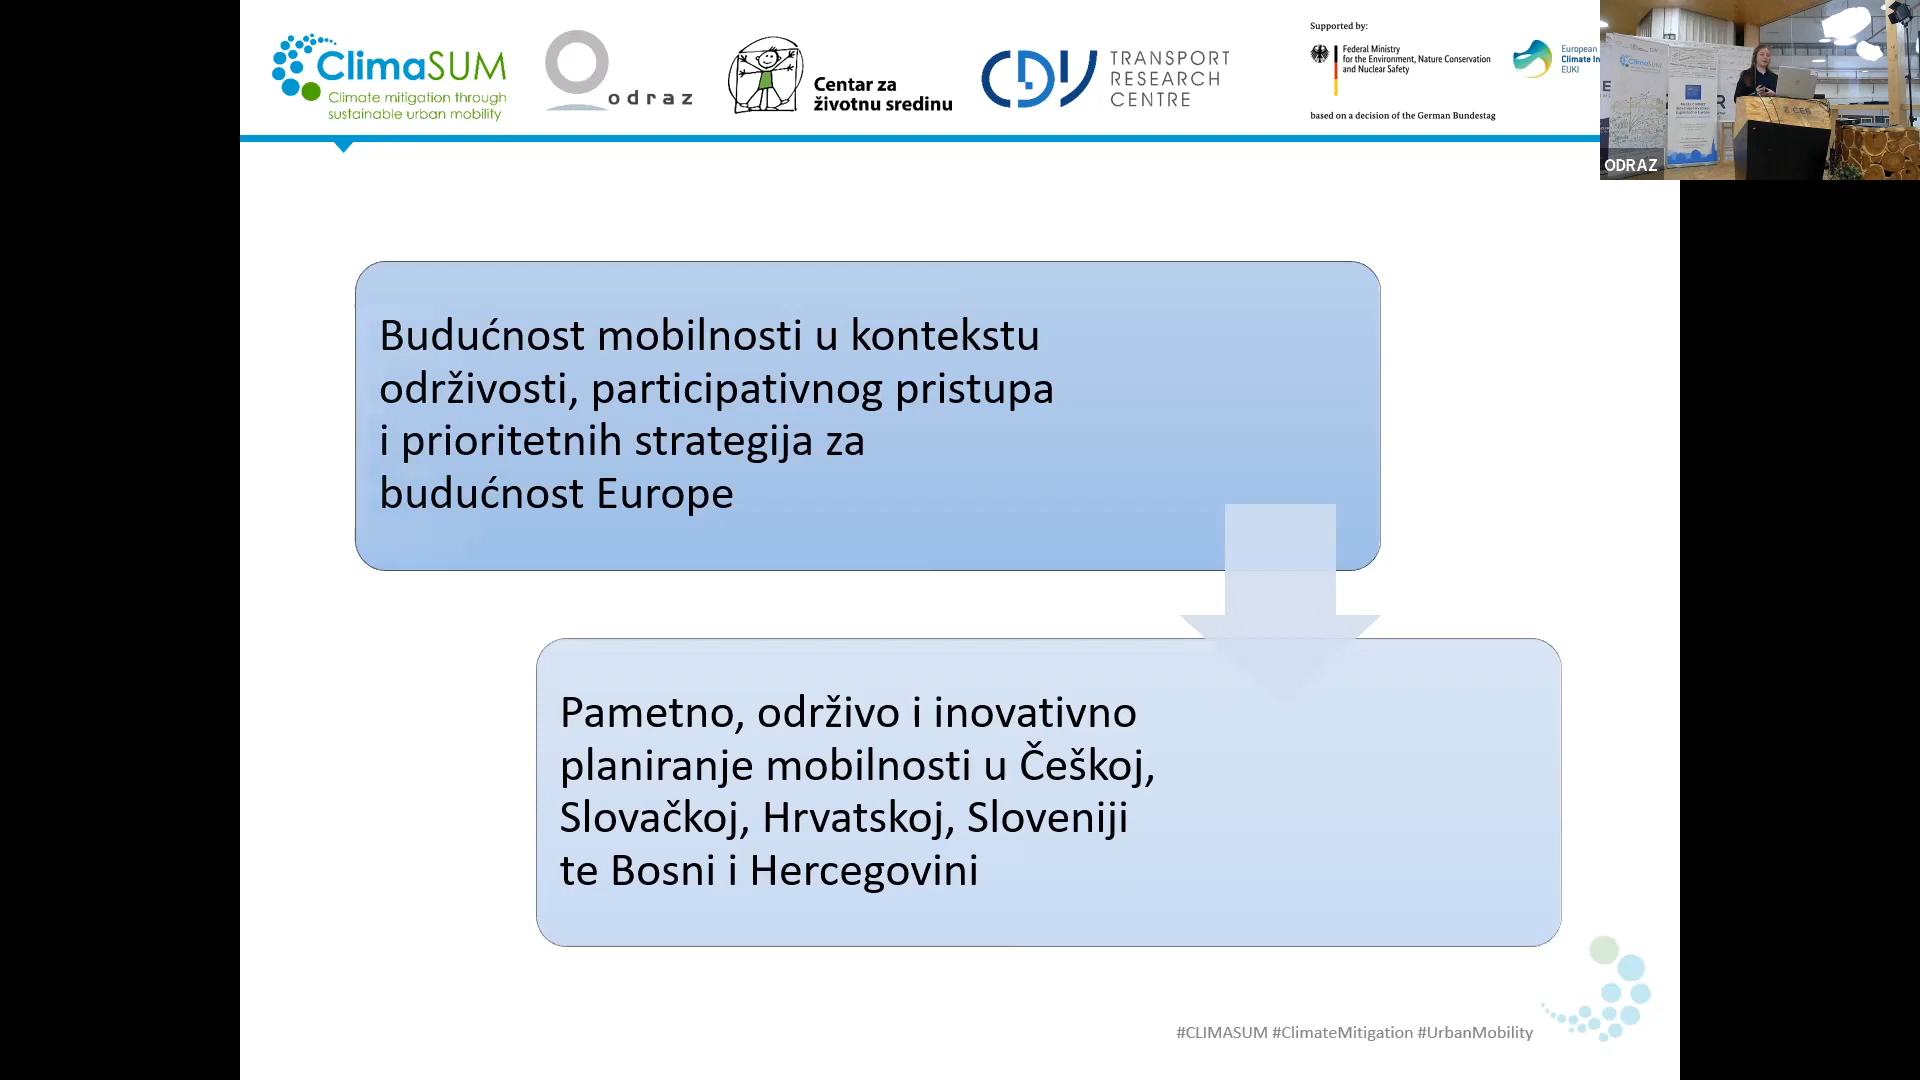 ClimaSUM
Climate mitigation through
sustainable urban mobility
odraz
Centar za
životnu sredinu
CDV
TRANSPORT
RESEARCH
CENTRE
Supported by:
Federal Ministry
for the Environment, Nature Conservation
and Nuclear Safety
based on a decision of the German Bundestag
European
Climate In
EUKI
ODRAZ
Budućnost mobilnosti u kontekstu
održivosti, participativnog pristupa
i prioritetnih strategija za
budućnost Europe
Pametno, održivo i inovativno
planiranje mobilnosti u Češkoj,
Slovačkoj, Hrvatskoj, Sloveniji
te Bosni i Hercegovini
#CLIMASUM #ClimateMitigation #UrbanMobility